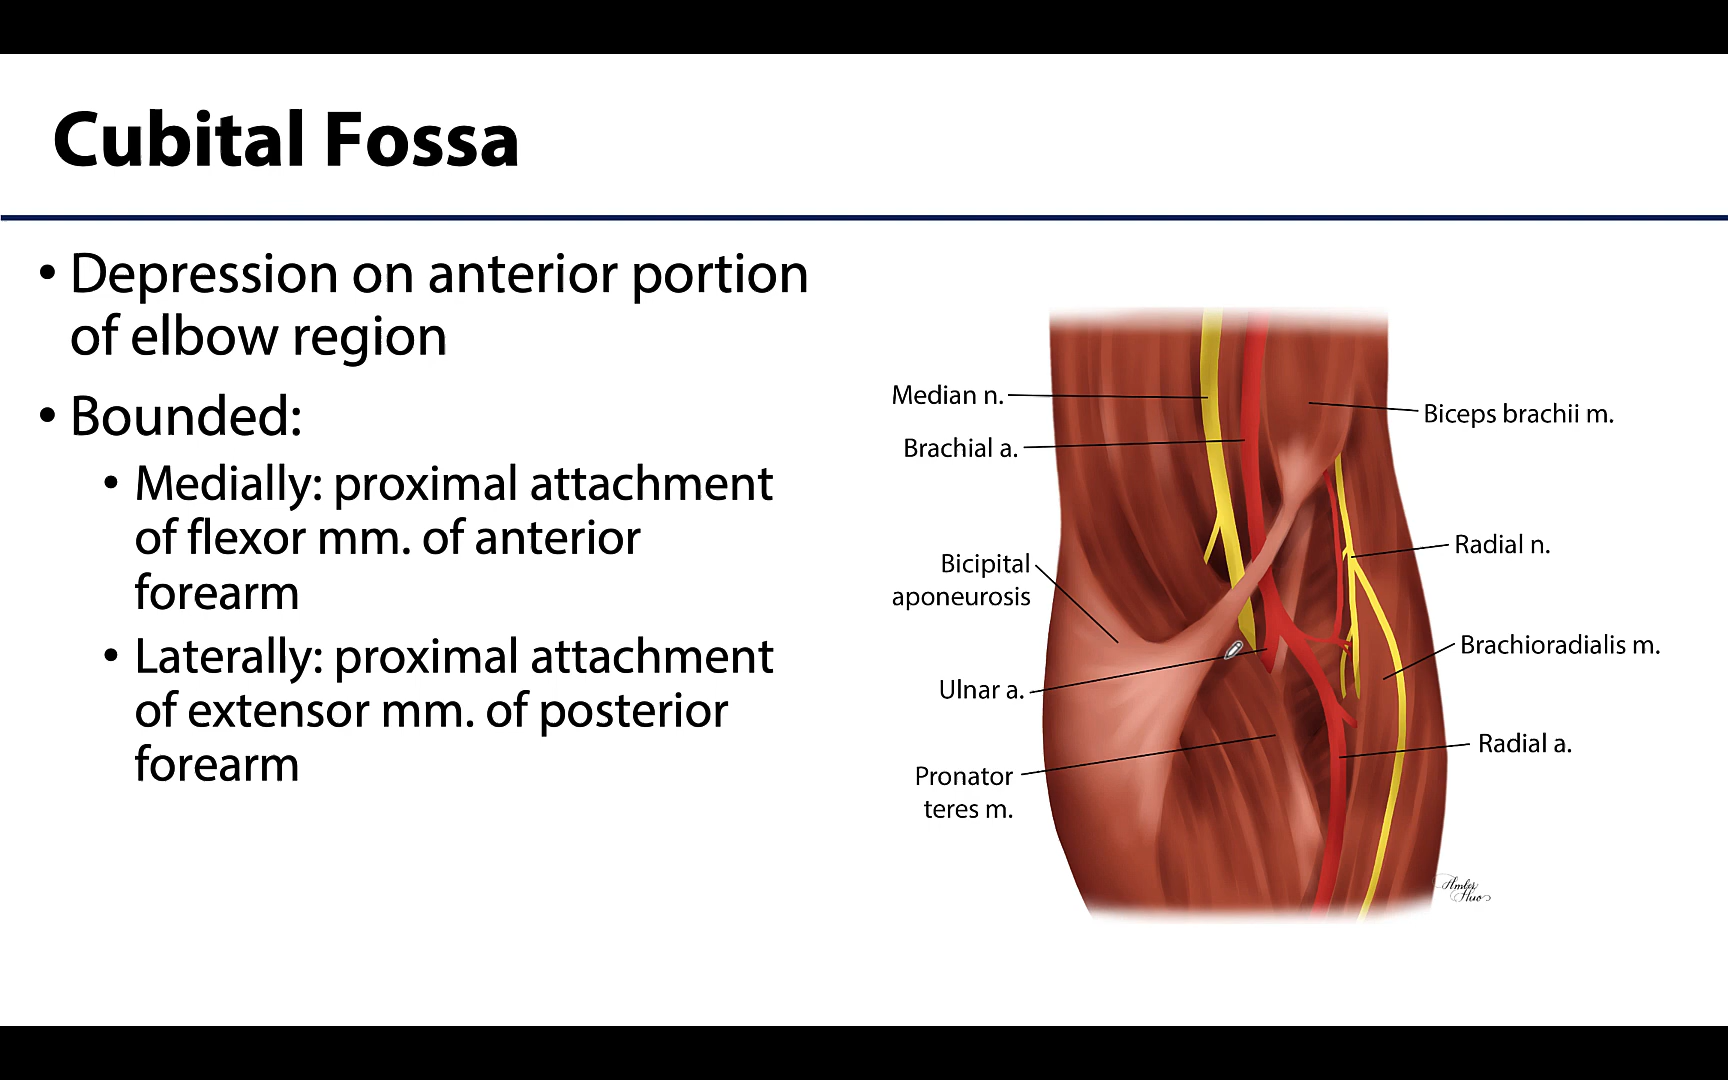 Cubital Fossa
• Depression on anterior portion
of elbow region
• Bounded:
• Medially: proximal attachment
of flexor mm. of anterior
forearm
• Laterally: proximal attachment
of extensor mm. of posterior
forearm
Median n.
Brachial a.
Bicipital
aponeurosis
Ulnar a.
Pronator
teres m.
Biceps brachii m.
Radial n.
Brachioradialis m.
Radial a.
Amber
Huo